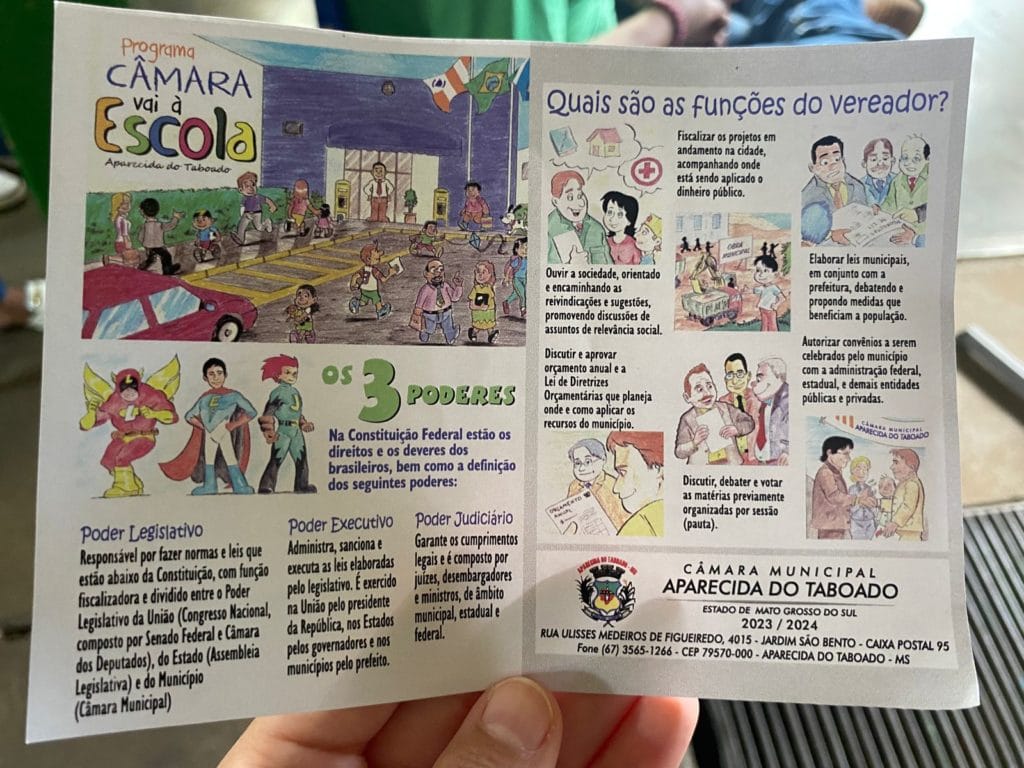 Programa
CÂMARA
vai à
Escola
Aparecida do Taboado
OS 3 PODERES
Na Constituição Federal estão os
direitos e os deveres dos
brasileiros, bem como a definição
dos seguintes poderes:
Poder Legislativo
Responsável por fazer normas e leis que
estão abaixo da Constituição, com função
fiscalizadora e dividido entre o Poder
Legislativo da União (Congresso Nacional,
composto por Senado Federal e Câmara
dos Deputados), do Estado (Assembleia
Legislativa) e do Município
(Câmara Municipal)
Poder Executivo
Administra, sanciona e
executa as leis elaboradas
pelo legislativo. É exercido
na União pelo presidente
da República, nos Estados
pelos governadores e nos
municípios pelo prefeito.
Poder Judiciário
Garante os cumprimentos
legais e é composto por
juízes, desembargadores
e ministros, de âmbito
municipal, estadual e
federal.
Quais são as funções do vereador?
Ouvir a sociedade, orientado
e encaminhando as
reivindicações e sugestões,
promovendo discussões de
assuntos de relevância social.
Fiscalizar os projetos em
andamento na cidade,
acompanhando onde
está sendo aplicado o
dinheiro público.
OBRA
MUNICIPAL
Elaborar leis municipais,
em conjunto com a
prefeitura, debatendo e
propondo medidas que
beneficiam a população.
Discutir e aprovar
orçamento anual e a
Lei de Diretrizes
Orçamentárias que planeja
onde e como aplicar os
recursos do município.
ORÇAMENTO
ANUAL
Discutir, debater e votar
as matérias previamente
organizadas por sessão
(pauta).
Autorizar convênios a serem
celebrados pelo município
com a administração federal,
estadual, e demais entidades
públicas e privadas.
CÂMARA MUNICIPAL
APARECIDA DO TABOADO
APARECIDA DO TABOADO - MS
CÂMARA MUNICIPAL
APARECIDA DO TABOADO
ESTADO DE MATO GROSSO DO SUL
2023 / 2024
RUA ULISSES MEDEIROS DE FIGUEIREDO, 4015 - JARDIM SÃO BENTO - CAIXA POSTAL 95
Fone (67) 3565-1266 - CEP 79570-000 - APARECIDA DO TABOADO - MS